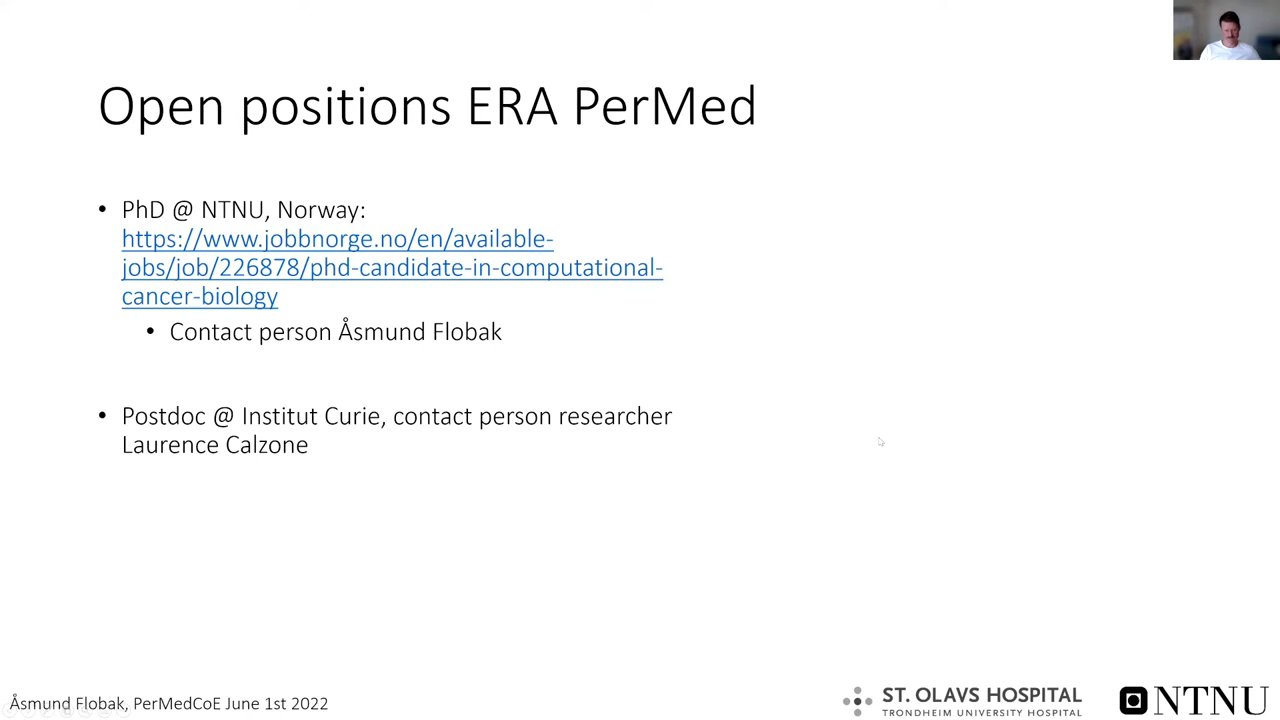 Open positions ERA PerMed
• PhD @ NTNU, Norway:
https://www.jobbnorge.no/en/available-
jobs/job/226878/phd-candidate-in-computational-
cancer-biology
• Contact person Åsmund Flobak
• Postdoc @ Institut Curie, contact person researcher
Laurence Calzone
Åsmund Flobak, PerMedCoE June 1st 2022
ST. OLAVS HOSPITAL
TRONDHEIM UNIVERSITY HOSPITAL
NTNU